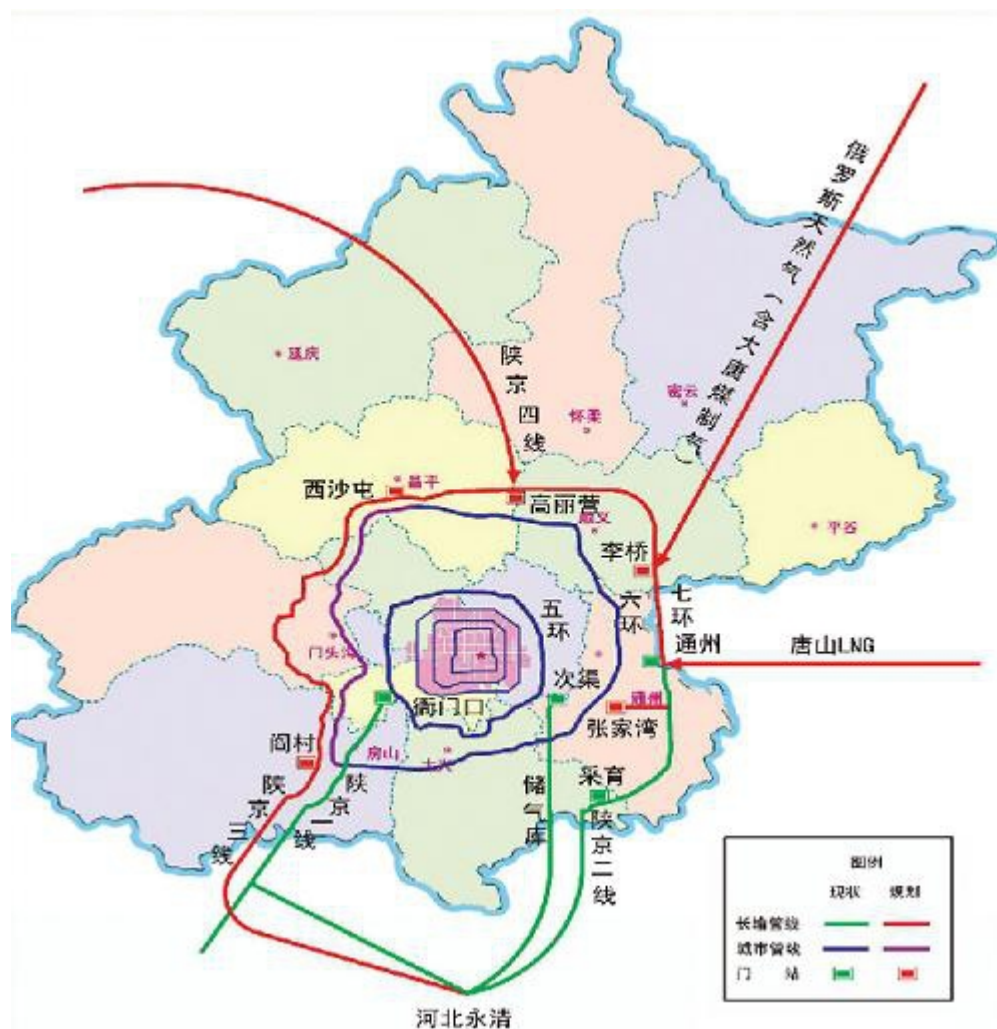 俄罗斯天然气(含大唐煤制气)
延庆
陕京四线
怀柔
密云
西沙屯
昌平
高丽营
顺义
平谷
李桥
七环
六环
五环
通州
唐山LNG
门头沟
衙门口
次渠
通州
张家湾
阎村
房山
大兴
采育
陕京三线
陕京一线
储气库
陕京二线
河北永清
图例
现状 规划
长输管线
城市管线
门 站